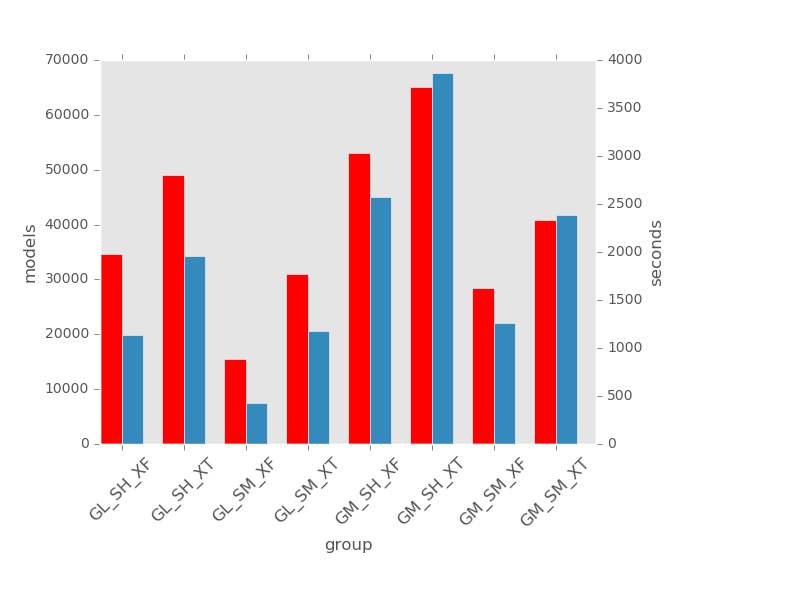 70000
60000
50000
40000
30000
20000
10000
0
models
4000
3500
3000
2500
2000
1500
1000
500
0
seconds
GL_SH_XF
GL_SH_XT
GL_SM_XF
GL_SM_XT
GM_SH_XF
GM_SH_XT
GM_SM_XF
GM_SM_XT
group